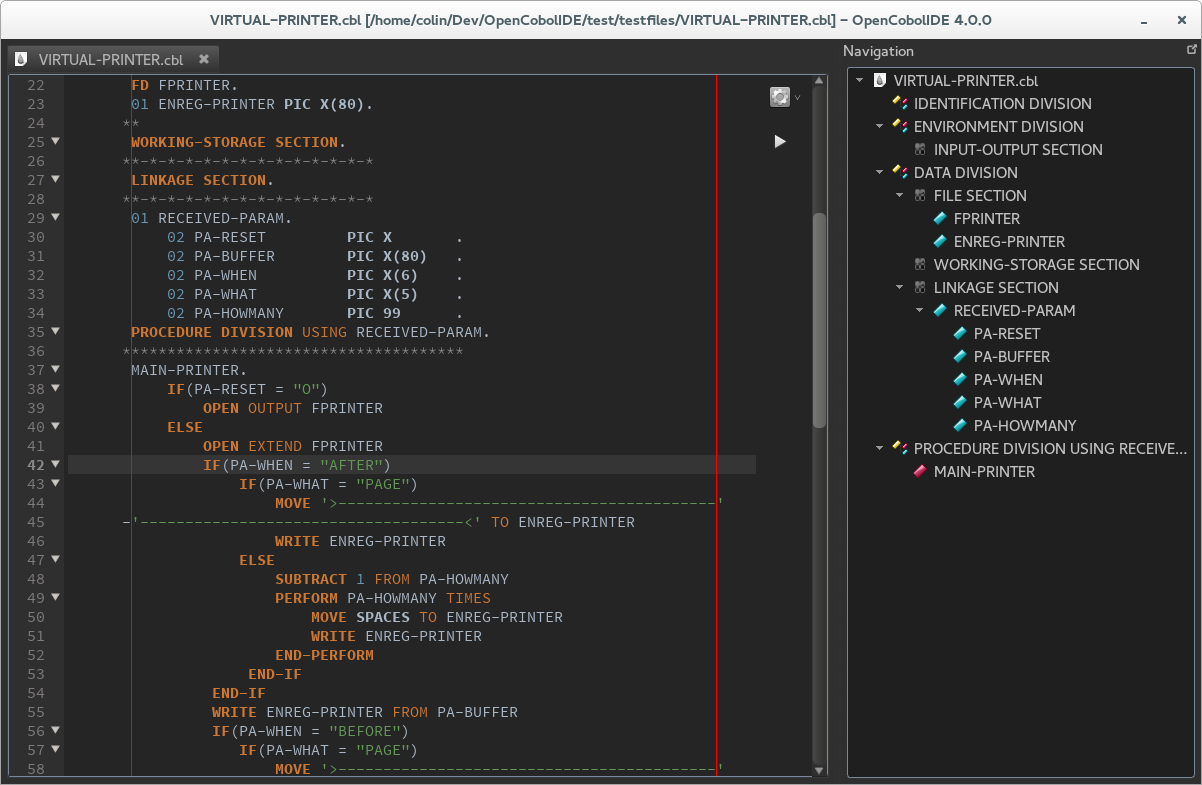 VIRTUAL-PRINTER.cbl [/home/colin/Dev/OpenCobolIDE/test/testfiles/VIRTUAL-PRINTER.cbl] - OpenCobolIDE 4.0.0
VIRTUAL-PRINTER.cbl
22 FD FPRINTER.
23 01 ENREG-PRINTER PIC X(80).
24 **
25 WORKING-STORAGE SECTION.
26 **-*-*-*-*-*-*-*-*-*-*-*-*-*
27 LINKAGE SECTION.
28 **-*-*-*-*-*-*-*-*-*-*-*-*-*
29 01 RECEIVED-PARAM.
30     02 PA-RESET         PIC X       .
31     02 PA-BUFFER        PIC X(80)   .
32     02 PA-WHEN          PIC X(6)    .
33     02 PA-WHAT          PIC X(5)    .
34     02 PA-HOWMANY       PIC 99      .
35 PROCEDURE DIVISION USING RECEIVED-PARAM.
36 **************************************
37 MAIN-PRINTER.
38     IF(PA-RESET = "O")
39         OPEN OUTPUT FPRINTER
40     ELSE
41         OPEN EXTEND FPRINTER
42         IF(PA-WHEN = "AFTER")
43             IF(PA-WHAT = "PAGE")
44                 MOVE '>------------------------------------------'
45 -'------------------------------------<' TO ENREG-PRINTER
46                 WRITE ENREG-PRINTER
47             ELSE
48                 SUBTRACT 1 FROM PA-HOWMANY
49                 PERFORM PA-HOWMANY TIMES
50                     MOVE SPACES TO ENREG-PRINTER
51                     WRITE ENREG-PRINTER
52                 END-PERFORM
53              END-IF
54          END-IF
55          WRITE ENREG-PRINTER FROM PA-BUFFER
56          IF(PA-WHEN = "BEFORE")
57             IF(PA-WHAT = "PAGE")
58                 MOVE '>------------------------------------------'
Navigation
VIRTUAL-PRINTER.cbl
IDENTIFICATION DIVISION
ENVIRONMENT DIVISION
INPUT-OUTPUT SECTION
DATA DIVISION
FILE SECTION
FPRINTER
ENREG-PRINTER
WORKING-STORAGE SECTION
LINKAGE SECTION
RECEIVED-PARAM
PA-RESET
PA-BUFFER
PA-WHEN
PA-WHAT
PA-HOWMANY
PROCEDURE DIVISION USING RECEIVE...
MAIN-PRINTER